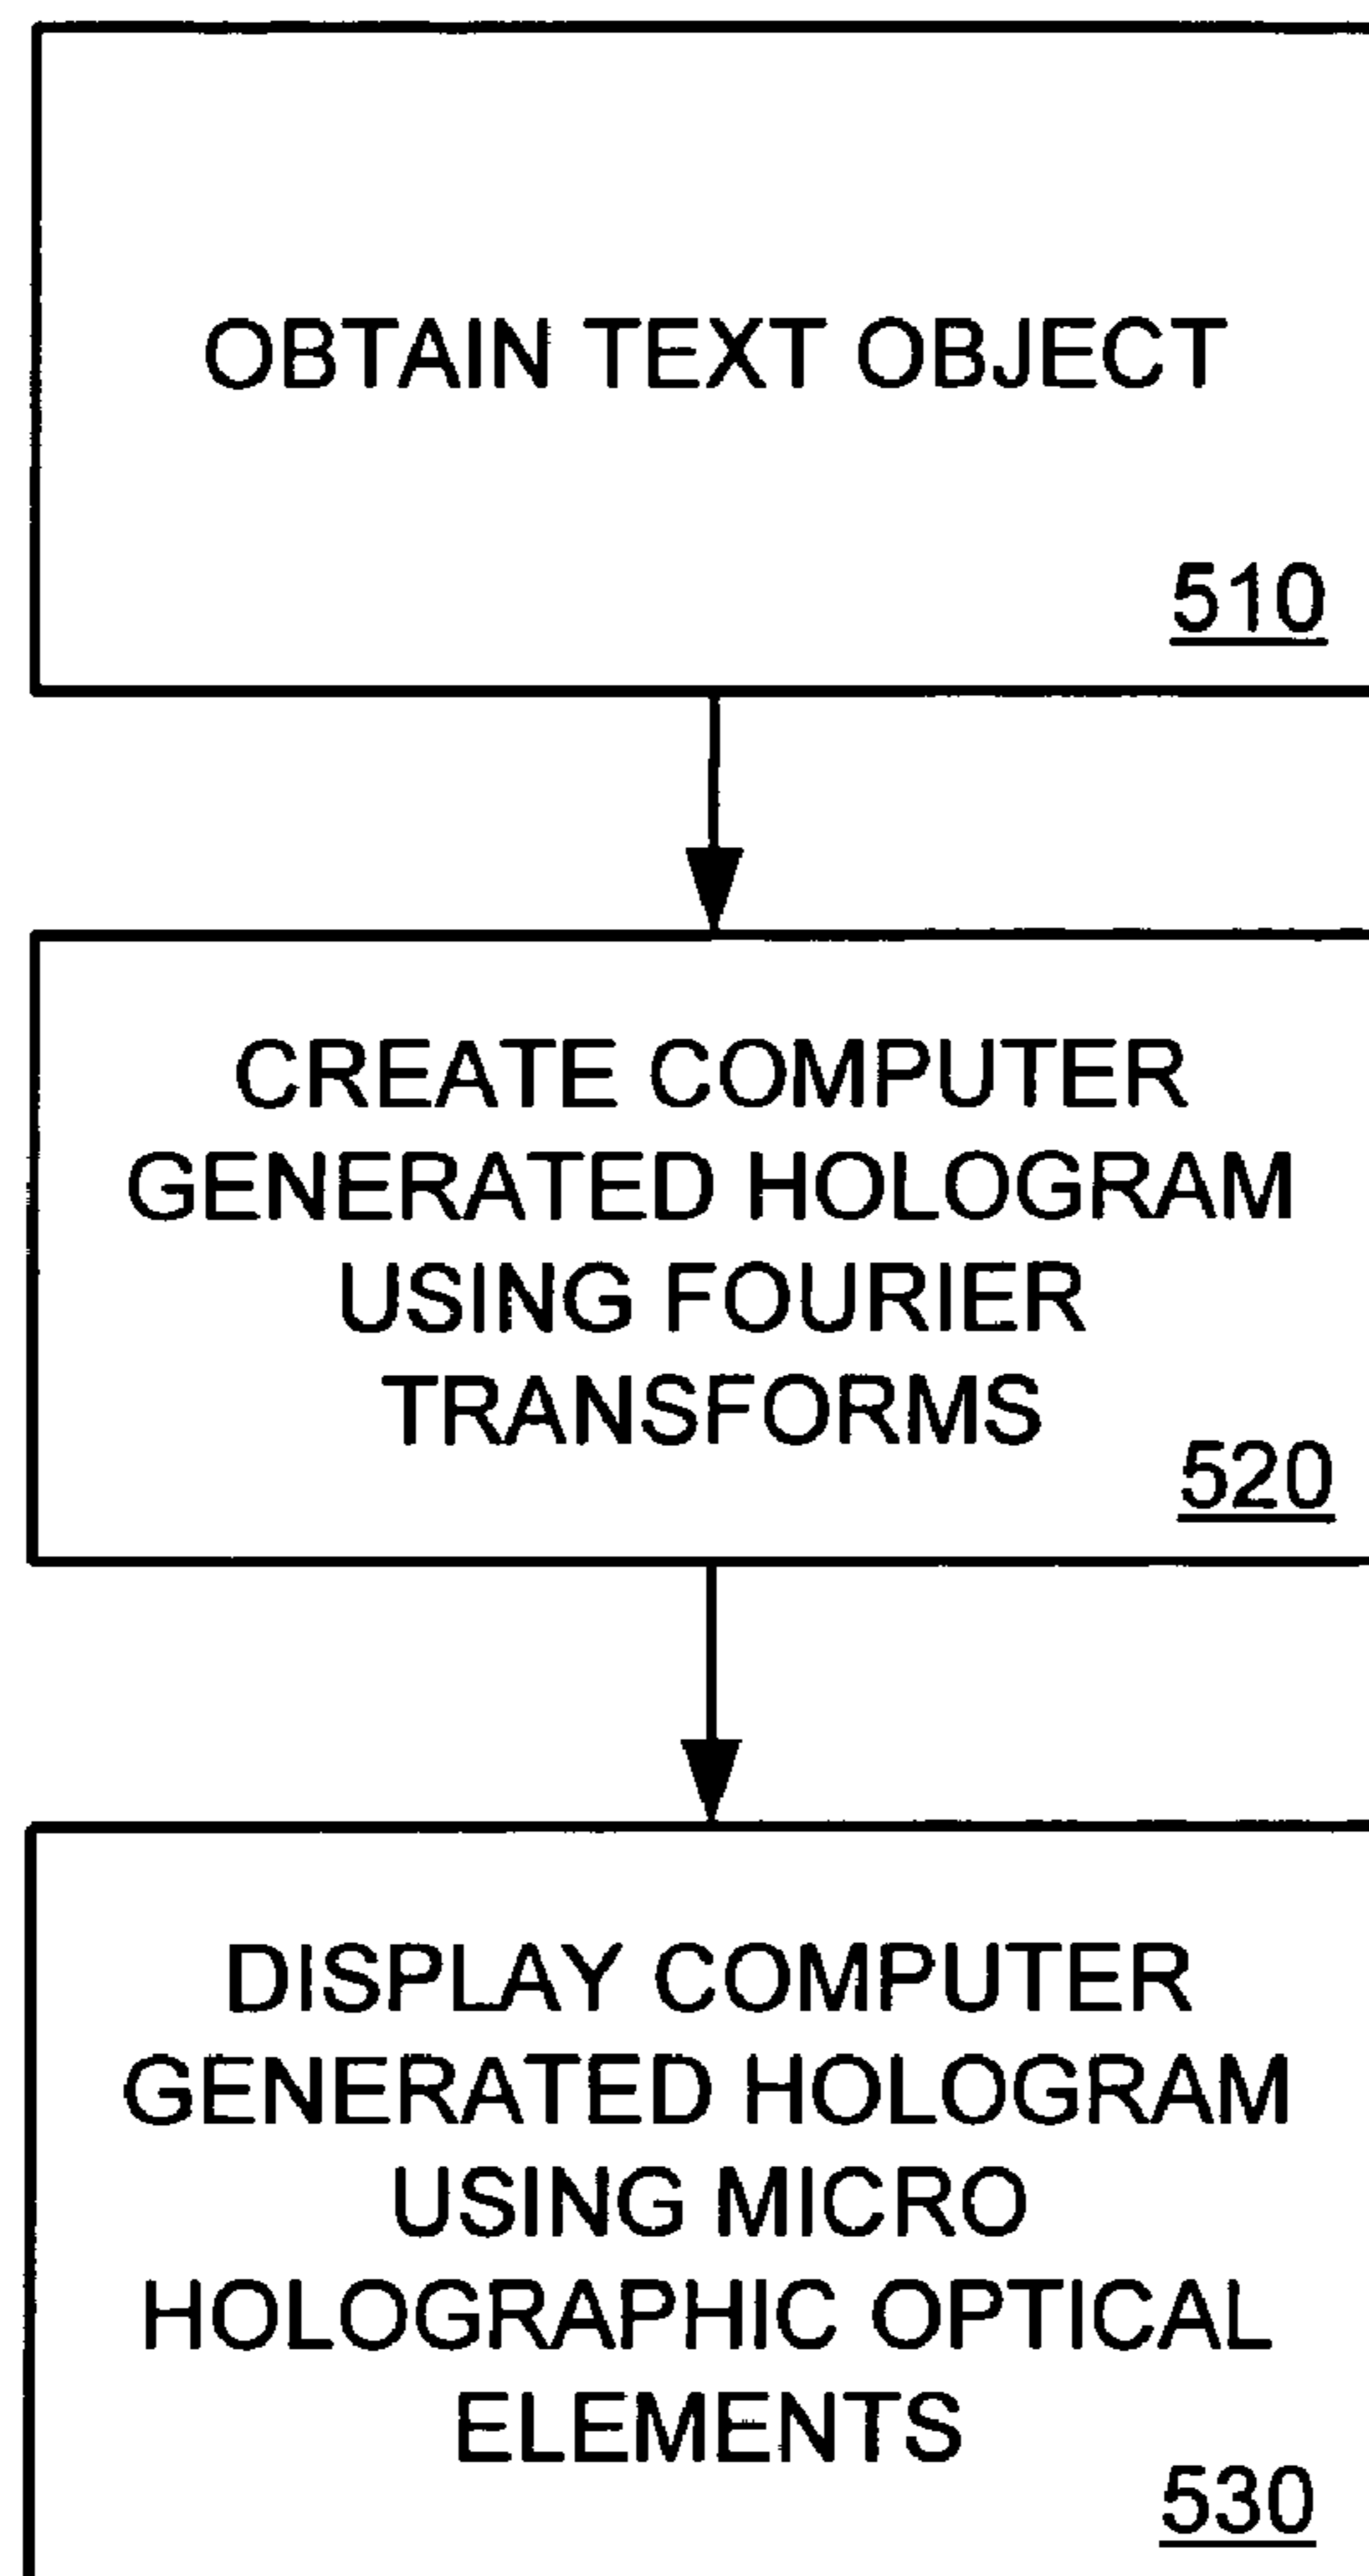 OBTAIN TEXT OBJECT
510
CREATE COMPUTER
GENERATED HOLOGRAM
USING FOURIER
TRANSFORMS
520
DISPLAY COMPUTER
GENERATED HOLOGRAM
USING MICRO
HOLOGRAPHIC OPTICAL
ELEMENTS
530